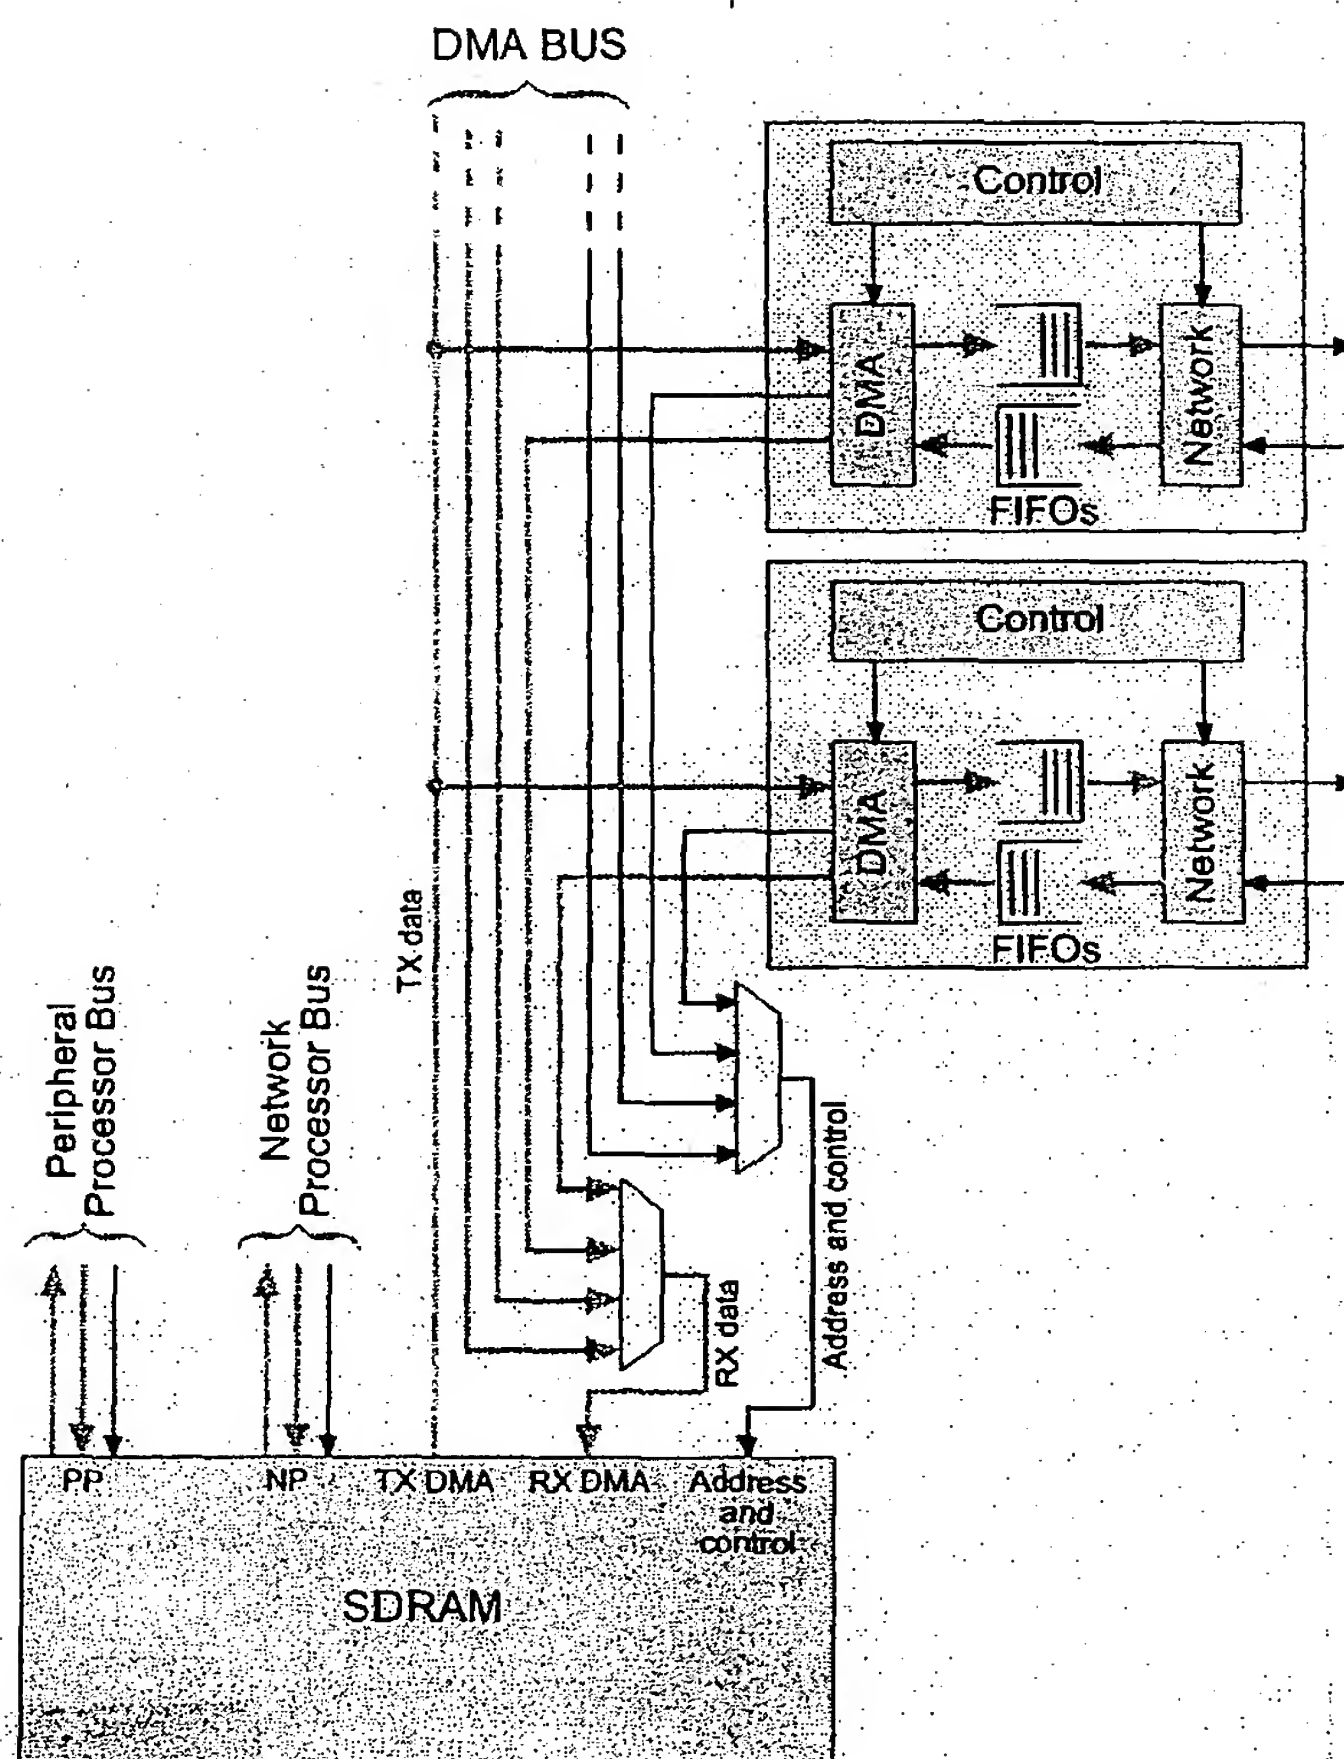 DMA BUS
Control
DMA
Network
FIFOs
Control
DMA
Network
FIFOs
TX data
Peripheral
Processor Bus
Network
Processor Bus
Address and control
RX data
PP
NP
TX DMA
RX DMA
Address
and
control
SDRAM